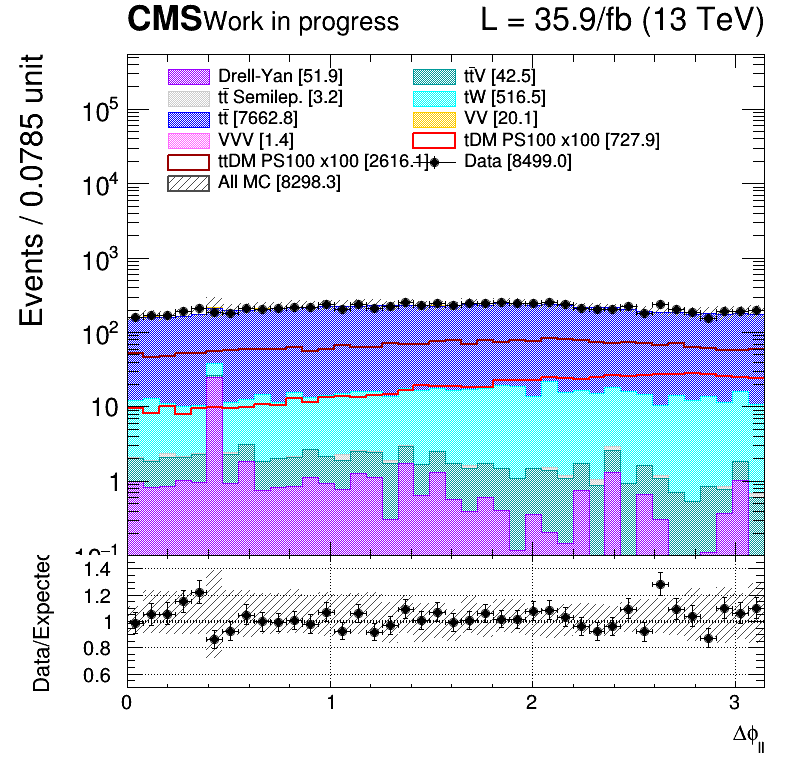 CMS Work in progress L = 35.9/fb (13 TeV)
Events / 0.0785 unit
Drell-Yan [51.9] tt̄V [42.5]
tt̄ Semilep. [3.2] tW [516.5]
tt̄ [7662.8] VV [20.1]
VVV [1.4] tDM PS100 x100 [727.9]
ttDM PS100 x100 [2616.1] Data [8499.0]
All MC [8298.3]
10⁵
10⁴
10³
10²
10
1
10⁻¹
Data/Expected
1.4
1.2
1
0.8
0.6
0 1 2 3
Δϕ_ll